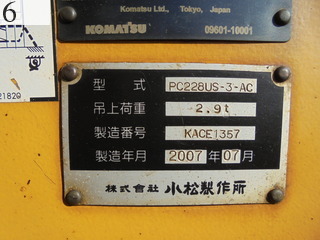 6
Komatsu Ltd., Tokyo, Japan
KOMATSU 09601-10001
21820
型式 PC228US-3-AC
吊上荷重 2.9t
製造番号 KACE1357
製造年月 2007年07月
株式会社 小松製作所